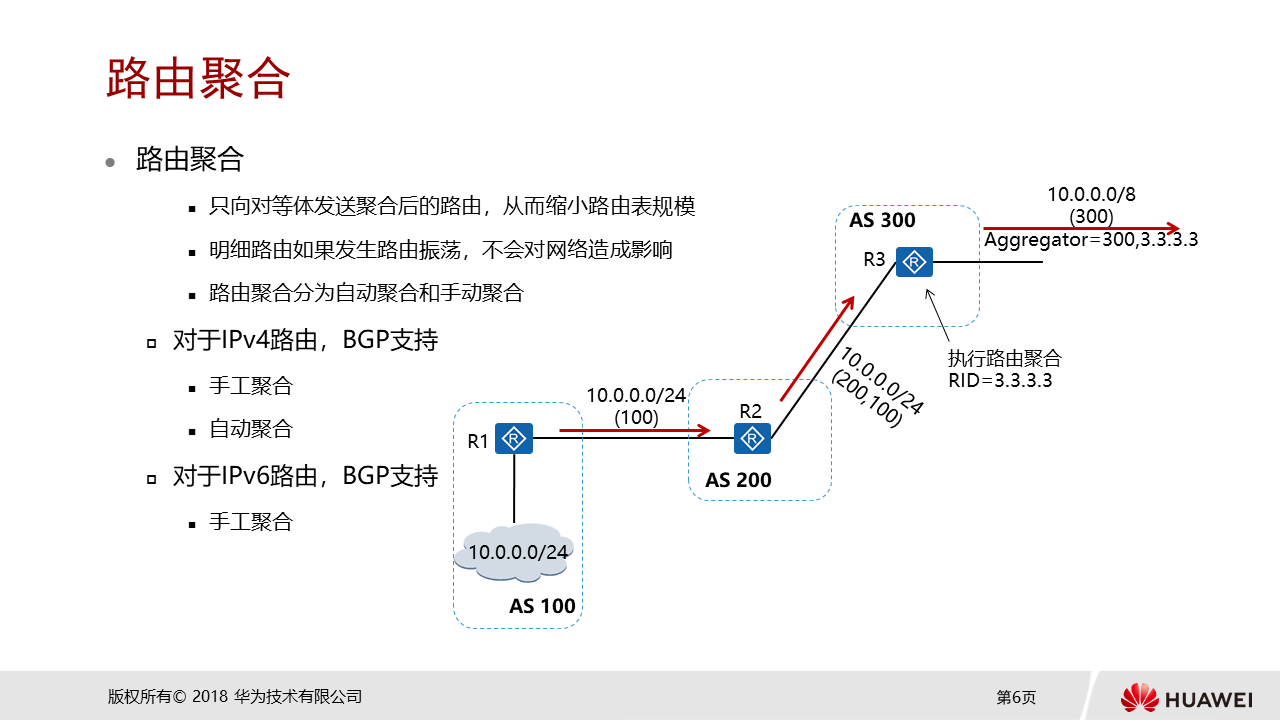 路由聚合
路由聚合
只向对等体发送聚合后的路由，从而缩小路由表规模
明细路由如果发生路由振荡，不会对网络造成影响
路由聚合分为自动聚合和手动聚合
对于IPv4路由，BGP支持
手工聚合
自动聚合
对于IPv6路由，BGP支持
手工聚合
10.0.0.0/8
(300)
Aggregator=300,3.3.3.3
AS 300
R3
R
执行路由聚合
RID=3.3.3.3
10.0.0.0/24
(200,100)
10.0.0.0/24
(100)
R2
R
AS 200
R1
R
10.0.0.0/24
AS 100
版权所有© 2018 华为技术有限公司
第6页
HUAWEI